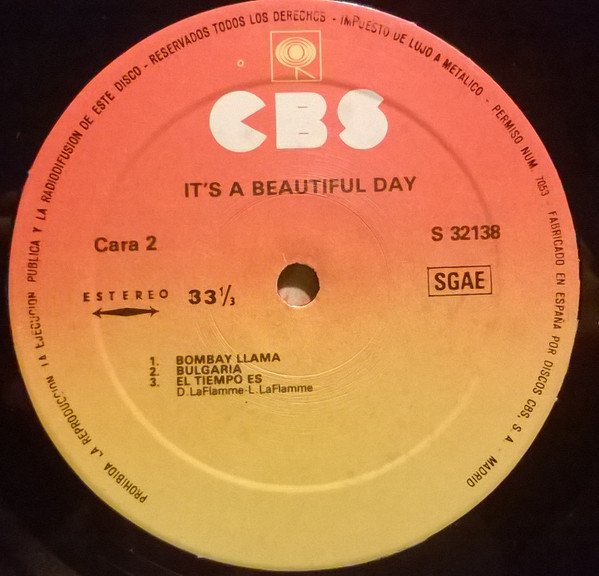 PROHIBIDA LA REPRODUCCION, LA EJECUCION PUBLICA Y LA RADIODIFUSION DE ESTE DISCO - RESERVADOS TODOS LOS DERECHOS - IMPUESTO DE LUJO A METALICO - PERMISO NUM. 7053 - FABRICADO EN ESPAÑA POR DISCOS CBS, S. A. - MADRID
CBS
IT'S A BEAUTIFUL DAY
Cara 2
S 32138
ESTEREO 33 1/3
SGAE
1. BOMBAY LLAMA
2. BULGARIA
3. EL TIEMPO ES
D.LaFlamme-L.LaFlamme